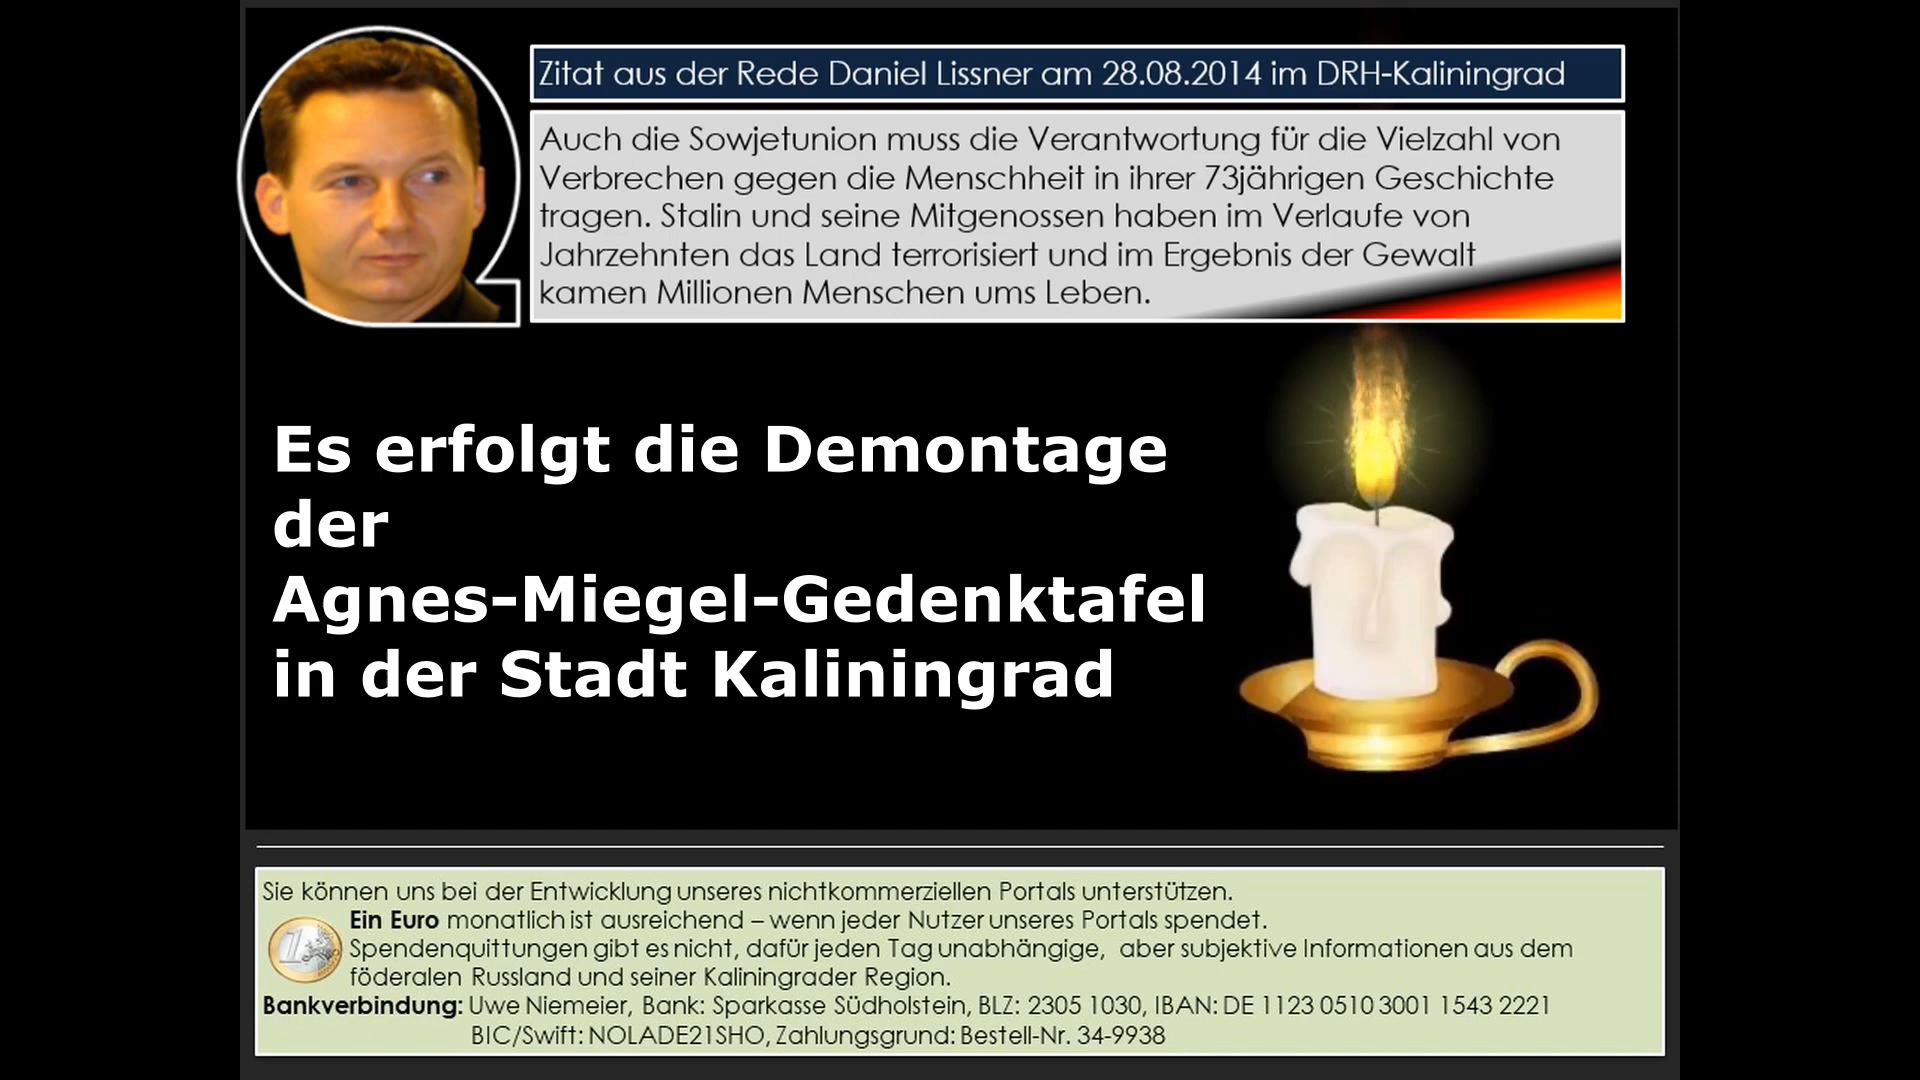 Zitat aus der Rede Daniel Lissner am 28.08.2014 im DRH-Kaliningrad
Auch die Sowjetunion muss die Verantwortung für die Vielzahl von
Verbrechen gegen die Menschheit in ihrer 73jährigen Geschichte
tragen. Stalin und seine Mitgenossen haben im Verlaufe von
Jahrzehnten das Land terrorisiert und im Ergebnis der Gewalt
kamen Millionen Menschen ums Leben.
Es erfolgt die Demontage
der
Agnes-Miegel-Gedenktafel
in der Stadt Kaliningrad
Sie können uns bei der Entwicklung unseres nichtkommerziellen Portals unterstützen.
Ein Euro monatlich ist ausreichend – wenn jeder Nutzer unseres Portals spendet.
Spendenquittungen gibt es nicht, dafür jeden Tag unabhängige, aber subjektive Informationen aus dem
föderalen Russland und seiner Kaliningrader Region.
Bankverbindung: Uwe Niemeier, Bank: Sparkasse Südholstein, BLZ: 2305 1030, IBAN: DE 1123 0510 3001 1543 2221
BIC/Swift: NOLADE21SHO, Zahlungsgrund: Bestell-Nr. 34-9938